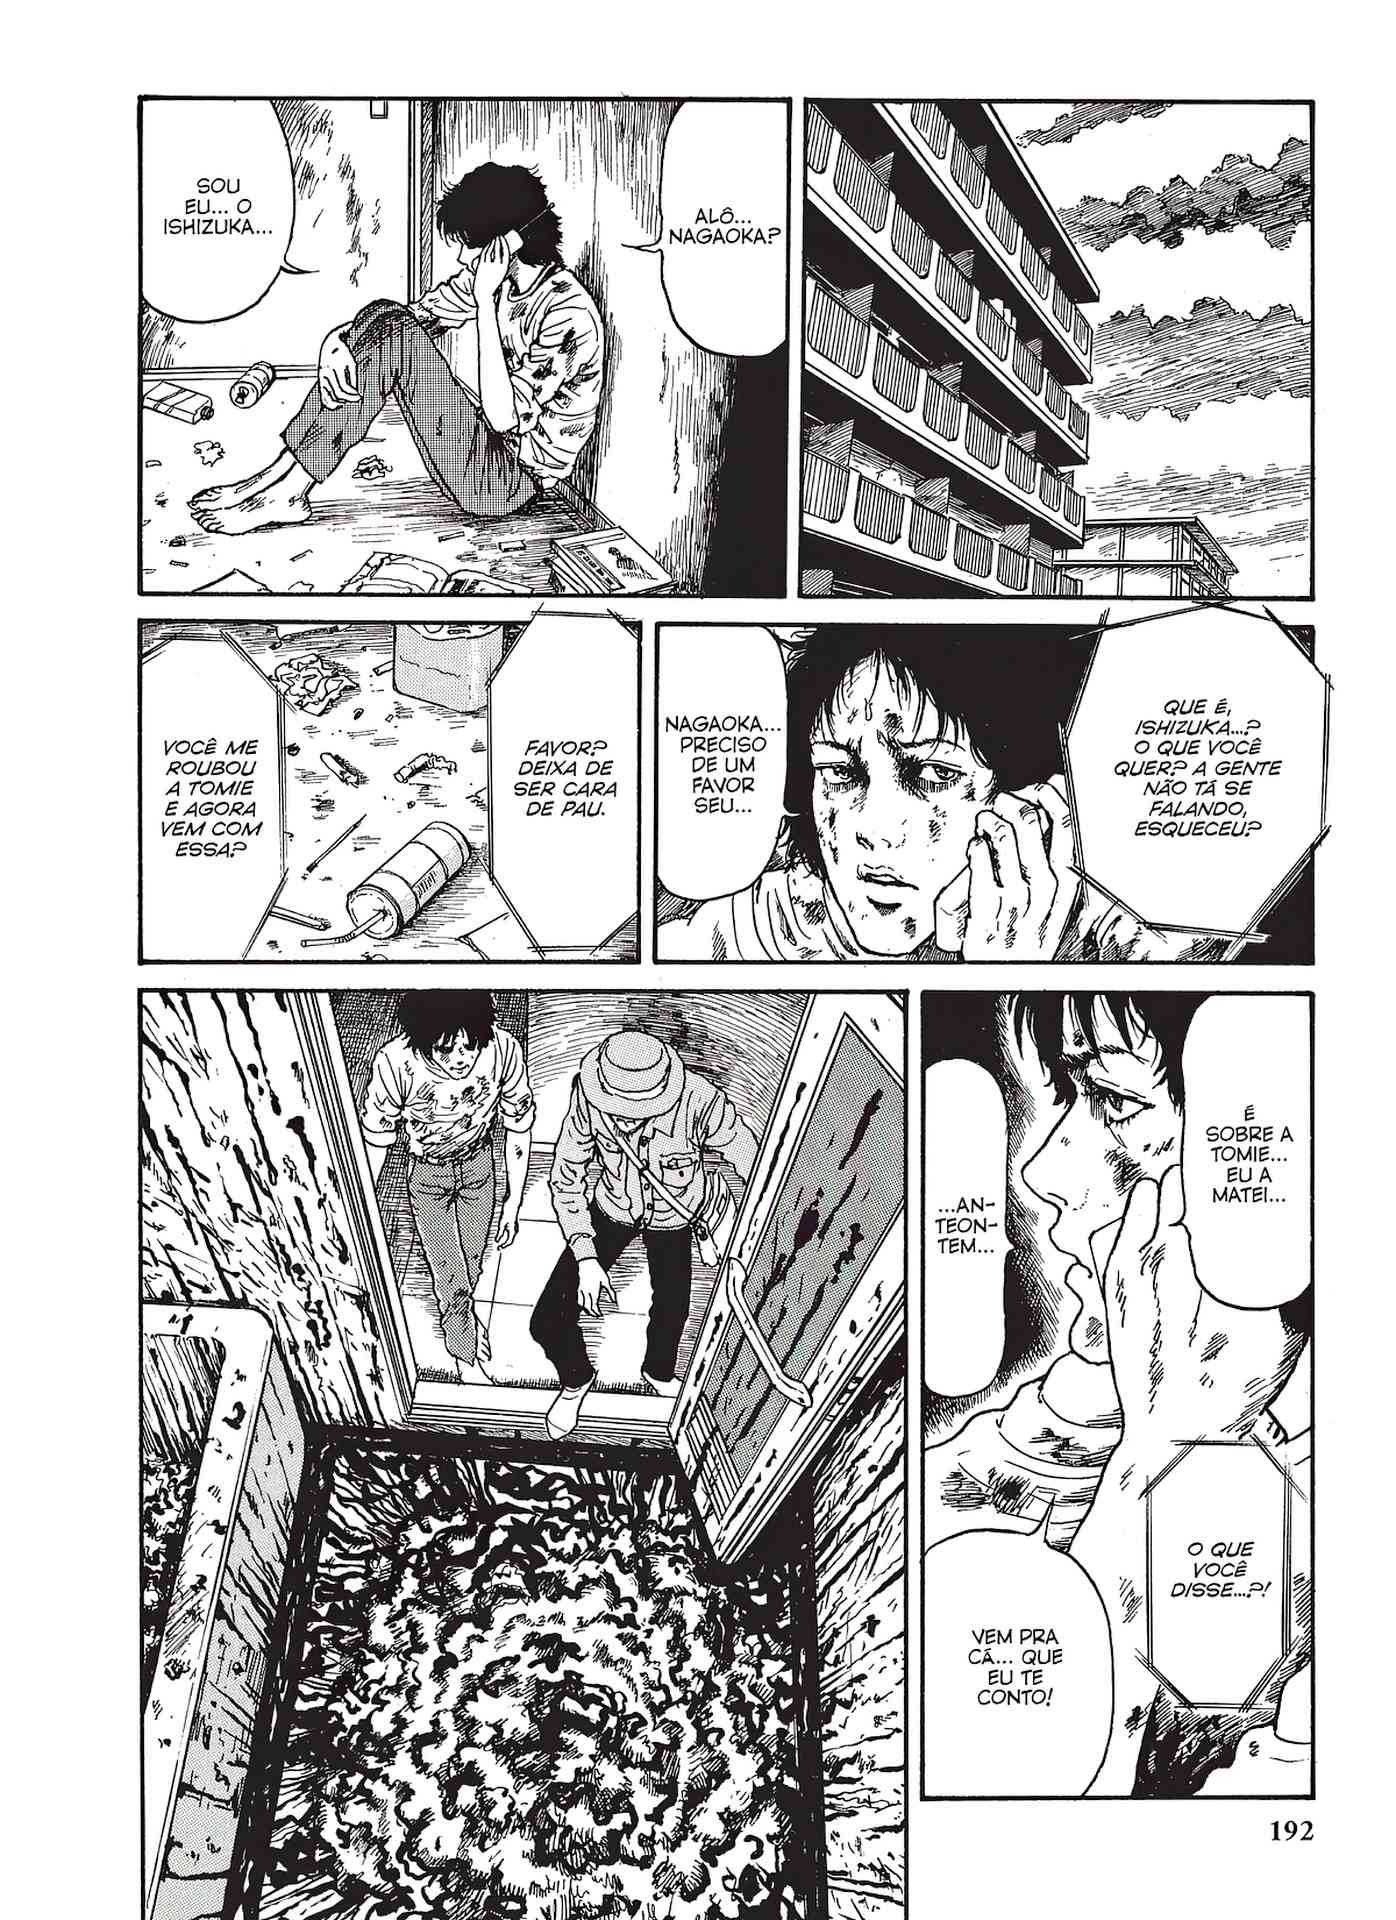 ALÔ...
NAGAOKA?
SOU
EU... O
ISHIZUKA...
QUE É,
ISHIZUKA...?
O QUE VOCÊ
QUER? A GENTE
NÃO TÁ SE
FALANDO,
ESQUECEU?
NAGAOKA...
PRECISO
DE UM
FAVOR
SEU...
FAVOR?
DEIXA DE
SER CARA
DE PAU.
VOCÊ ME
ROUBOU
A TOMIE
E AGORA
VEM COM
ESSA?
É
SOBRE A
TOMIE...
EU A
MATEI...
...AN-
TEON-
TEM...
O QUE
VOCÊ
DISSE...?!
VEM PRA
CÁ... QUE
EU TE
CONTO!
192